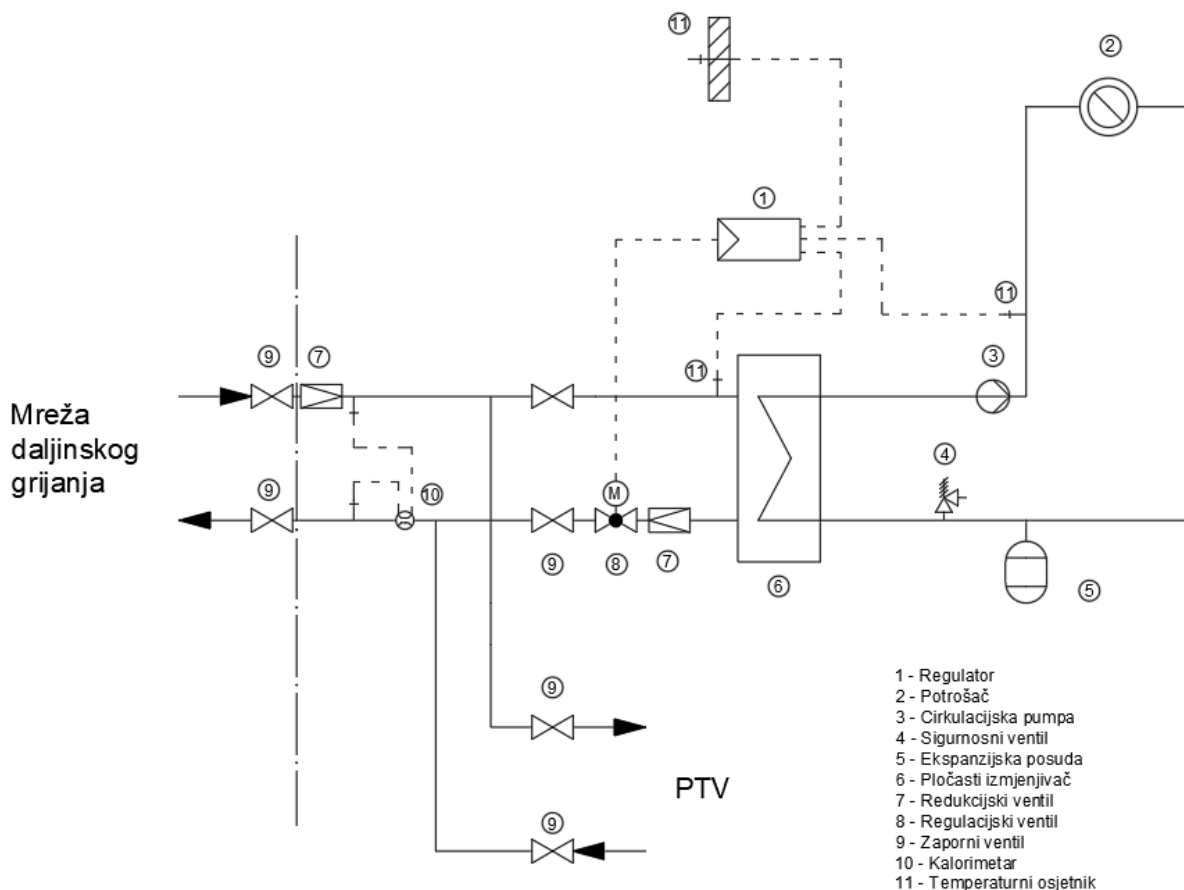 11
2
1
11
3
9
7
11
Mreža
daljinskog
grijanja
4
9
10
M
9
8
7
6
5
9
PTV
9
1 - Regulator
2 - Potrošač
3 - Cirkulacijska pumpa
4 - Sigurnosni ventil
5 - Ekspanzijska posuda
6 - Pločasti izmjenjivač
7 - Redukcijski ventil
8 - Regulacijski ventil
9 - Zaporni ventil
10 - Kalorimetar
11 - Temperaturni osjetnik